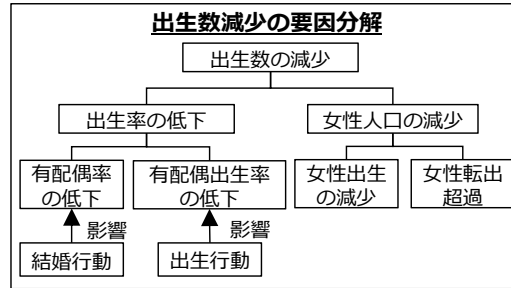 出生数減少の要因分解
出生数の減少
出生率の低下
女性人口の減少
有配偶率
の低下
有配偶出生率
の低下
女性出生
の減少
女性転出
超過
影響
影響
結婚行動
出生行動